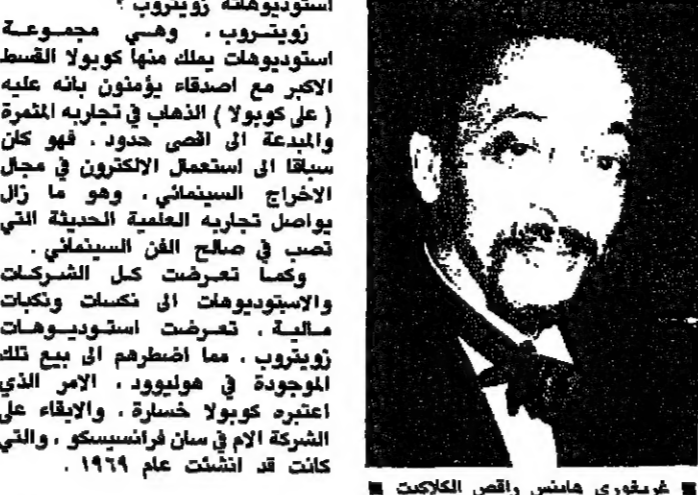 استوديوهاته زويتروب ؟
زويتروب ، وهي مجموعة
استوديوهات يملك منها كوبولا القسط
الاكبر مع اصدقاء يؤمنون بانه عليه
( على كوبولا ) الذهاب في تجاربه المثمرة
والمبدعة الى اقصى حدود . فهو كان
سباقا الى استعمال الالكترون في مجال
الاخراج السينمائي ، وهو ما زال
يواصل تجاربه العلمية الحديثة التي
تصب في صالح الفن السينمائي .
وكما تعرضت كل الشركات
والاستوديوهات الى نكسات ونكبات
مالية ، تعرضت استوديوهات
زويتروب ، مما اضطرهم الى بيع تلك
الموجودة في هوليوود ، الامر الذي
اعتبره كوبولا خسارة ، والابقاء على
الشركة الام في سان فرانسيسكو ، والتي
كانت قد انشئت عام ١٩٦٩ .
■ غريغوري هاينس راقص الكلاكيت ■